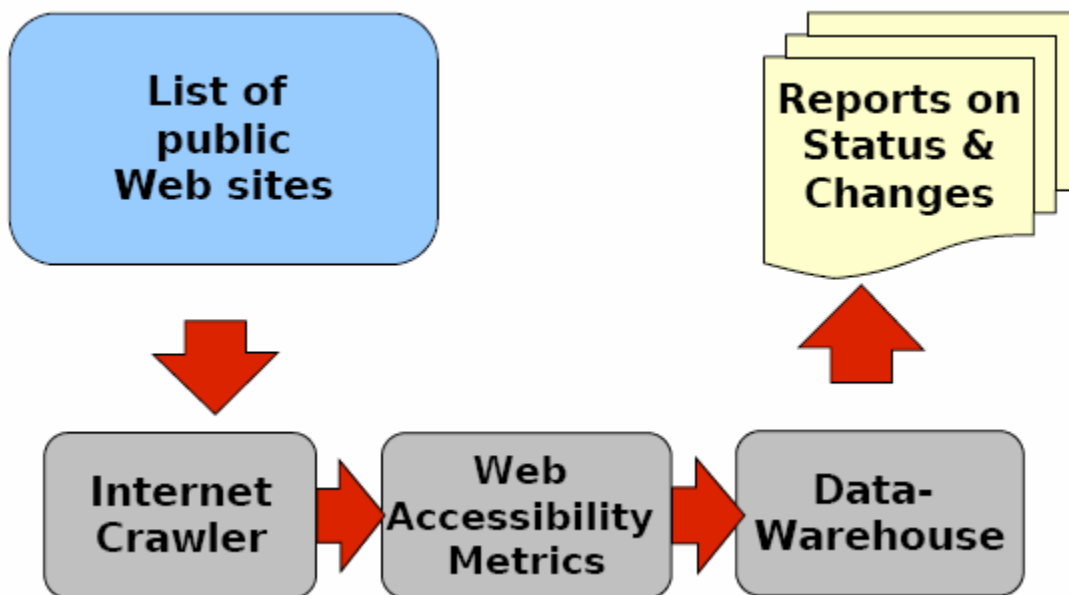 List of
public
Web sites
Reports on
Status &
Changes
Internet
Crawler
Web
Accessibility
Metrics
Data-
Warehouse